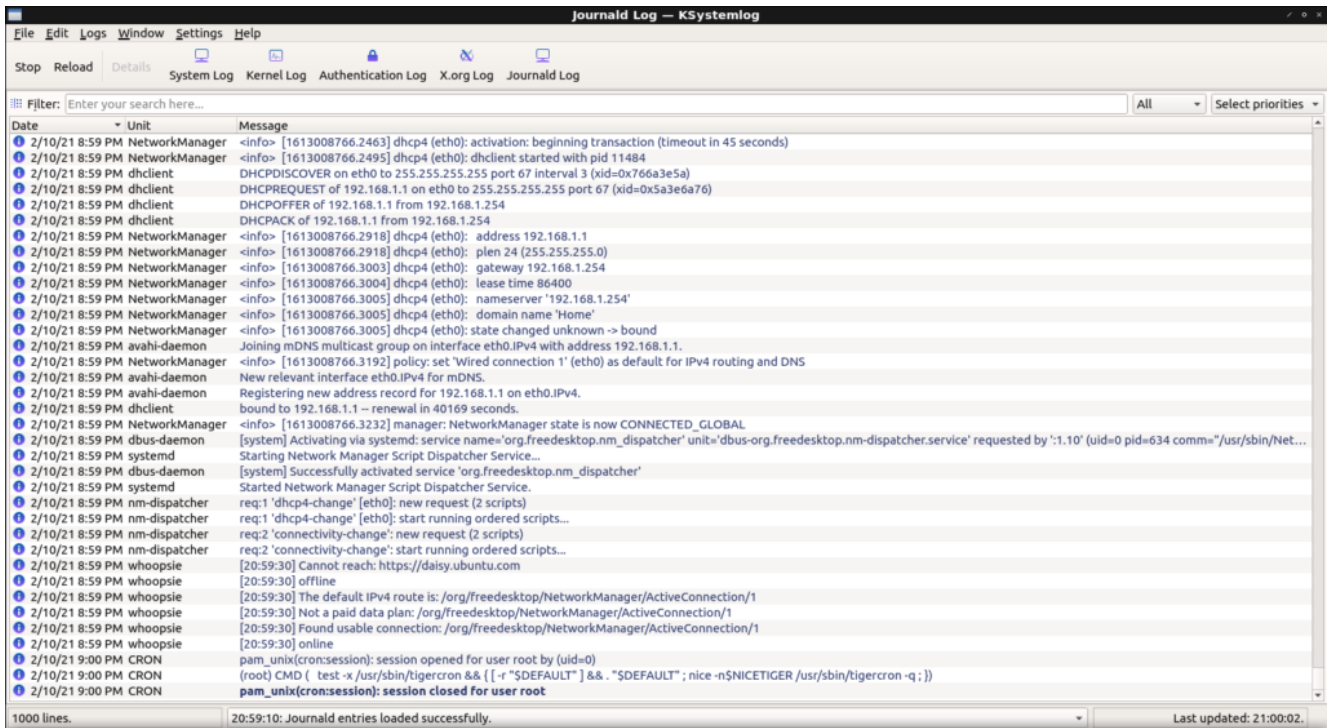 Journald Log — KSystemlog
File Edit Logs Window Settings Help
Stop Reload Details System Log Kernel Log Authentication Log X.org Log Journald Log
Filter: Enter your search here... All Select priorities
Date Unit Message
2/10/21 8:59 PM NetworkManager <info> [1613008766.2463] dhcp4 (eth0): activation: beginning transaction (timeout in 45 seconds)
2/10/21 8:59 PM NetworkManager <info> [1613008766.2495] dhcp4 (eth0): dhclient started with pid 11484
2/10/21 8:59 PM dhclient DHCPDISCOVER on eth0 to 255.255.255.255 port 67 interval 3 (xid=0x766a3e5a)
2/10/21 8:59 PM dhclient DHCPREQUEST of 192.168.1.1 on eth0 to 255.255.255.255 port 67 (xid=0x5a3e6a76)
2/10/21 8:59 PM dhclient DHCPOFFER of 192.168.1.1 from 192.168.1.254
2/10/21 8:59 PM dhclient DHCPACK of 192.168.1.1 from 192.168.1.254
2/10/21 8:59 PM NetworkManager <info> [1613008766.2918] dhcp4 (eth0): address 192.168.1.1
2/10/21 8:59 PM NetworkManager <info> [1613008766.2918] dhcp4 (eth0): plen 24 (255.255.255.0)
2/10/21 8:59 PM NetworkManager <info> [1613008766.3003] dhcp4 (eth0): gateway 192.168.1.254
2/10/21 8:59 PM NetworkManager <info> [1613008766.3004] dhcp4 (eth0): lease time 86400
2/10/21 8:59 PM NetworkManager <info> [1613008766.3005] dhcp4 (eth0): nameserver '192.168.1.254'
2/10/21 8:59 PM NetworkManager <info> [1613008766.3005] dhcp4 (eth0): domain name 'Home'
2/10/21 8:59 PM NetworkManager <info> [1613008766.3005] dhcp4 (eth0): state changed unknown -> bound
2/10/21 8:59 PM avahi-daemon Joining mDNS multicast group on interface eth0.IPv4 with address 192.168.1.1.
2/10/21 8:59 PM NetworkManager <info> [1613008766.3192] policy: set 'Wired connection 1' (eth0) as default for IPv4 routing and DNS
2/10/21 8:59 PM avahi-daemon New relevant interface eth0.IPv4 for mDNS.
2/10/21 8:59 PM avahi-daemon Registering new address record for 192.168.1.1 on eth0.IPv4.
2/10/21 8:59 PM dhclient bound to 192.168.1.1 -- renewal in 40169 seconds.
2/10/21 8:59 PM NetworkManager <info> [1613008766.3232] manager: NetworkManager state is now CONNECTED_GLOBAL
2/10/21 8:59 PM dbus-daemon [system] Activating via systemd: service name='org.freedesktop.nm_dispatcher' unit='dbus-org.freedesktop.nm-dispatcher.service' requested by ':1.10' (uid=0 pid=634 comm="/usr/sbin/Net...
2/10/21 8:59 PM systemd Starting Network Manager Script Dispatcher Service...
2/10/21 8:59 PM dbus-daemon [system] Successfully activated service 'org.freedesktop.nm_dispatcher'
2/10/21 8:59 PM systemd Started Network Manager Script Dispatcher Service.
2/10/21 8:59 PM nm-dispatcher req:1 'dhcp4-change' [eth0]: new request (2 scripts)
2/10/21 8:59 PM nm-dispatcher req:1 'dhcp4-change' [eth0]: start running ordered scripts...
2/10/21 8:59 PM nm-dispatcher req:2 'connectivity-change': new request (2 scripts)
2/10/21 8:59 PM nm-dispatcher req:2 'connectivity-change': start running ordered scripts...
2/10/21 8:59 PM whoopsie [20:59:30] Cannot reach: https://daisy.ubuntu.com
2/10/21 8:59 PM whoopsie [20:59:30] offline
2/10/21 8:59 PM whoopsie [20:59:30] The default IPv4 route is: /org/freedesktop/NetworkManager/ActiveConnection/1
2/10/21 8:59 PM whoopsie [20:59:30] Not a paid data plan: /org/freedesktop/NetworkManager/ActiveConnection/1
2/10/21 8:59 PM whoopsie [20:59:30] Found usable connection: /org/freedesktop/NetworkManager/ActiveConnection/1
2/10/21 8:59 PM whoopsie [20:59:30] online
2/10/21 9:00 PM CRON pam_unix(cron:session): session opened for user root by (uid=0)
2/10/21 9:00 PM CRON (root) CMD ( test -x /usr/sbin/tigercron && { [ -r "$DEFAULT" ] && . "$DEFAULT" ; nice -n$NICETIGER /usr/sbin/tigercron -q ; })
2/10/21 9:00 PM CRON pam_unix(cron:session): session closed for user root
1000 lines. 20:59:10: Journald entries loaded successfully. Last updated: 21:00:02.